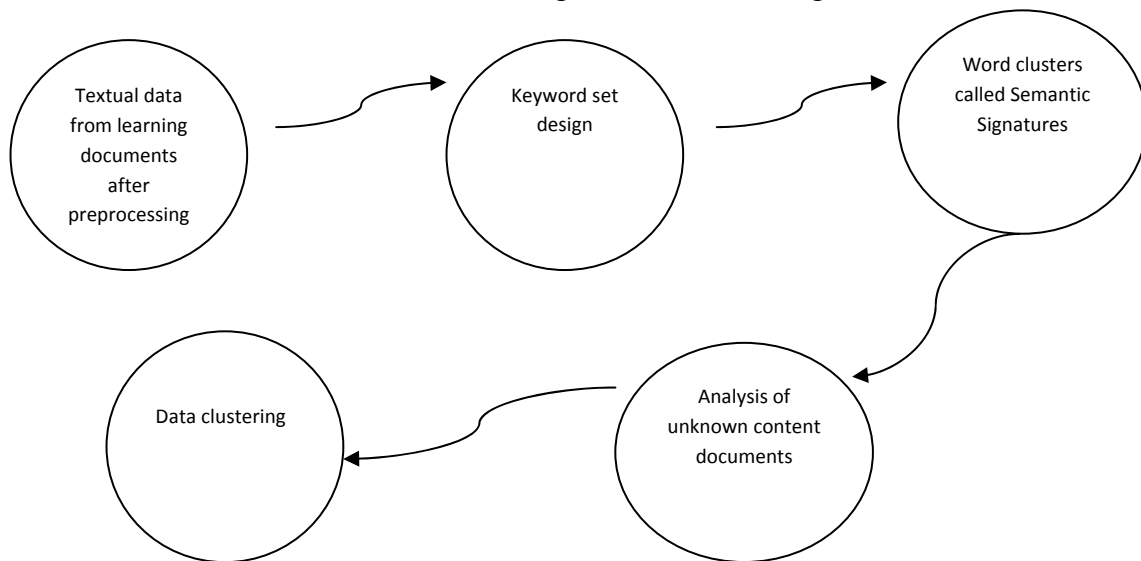 Textual data
from learning
documents
after
preprocessing
Keyword set
design
Word clusters
called Semantic
Signatures
Analysis of
unknown content
documents
Data clustering